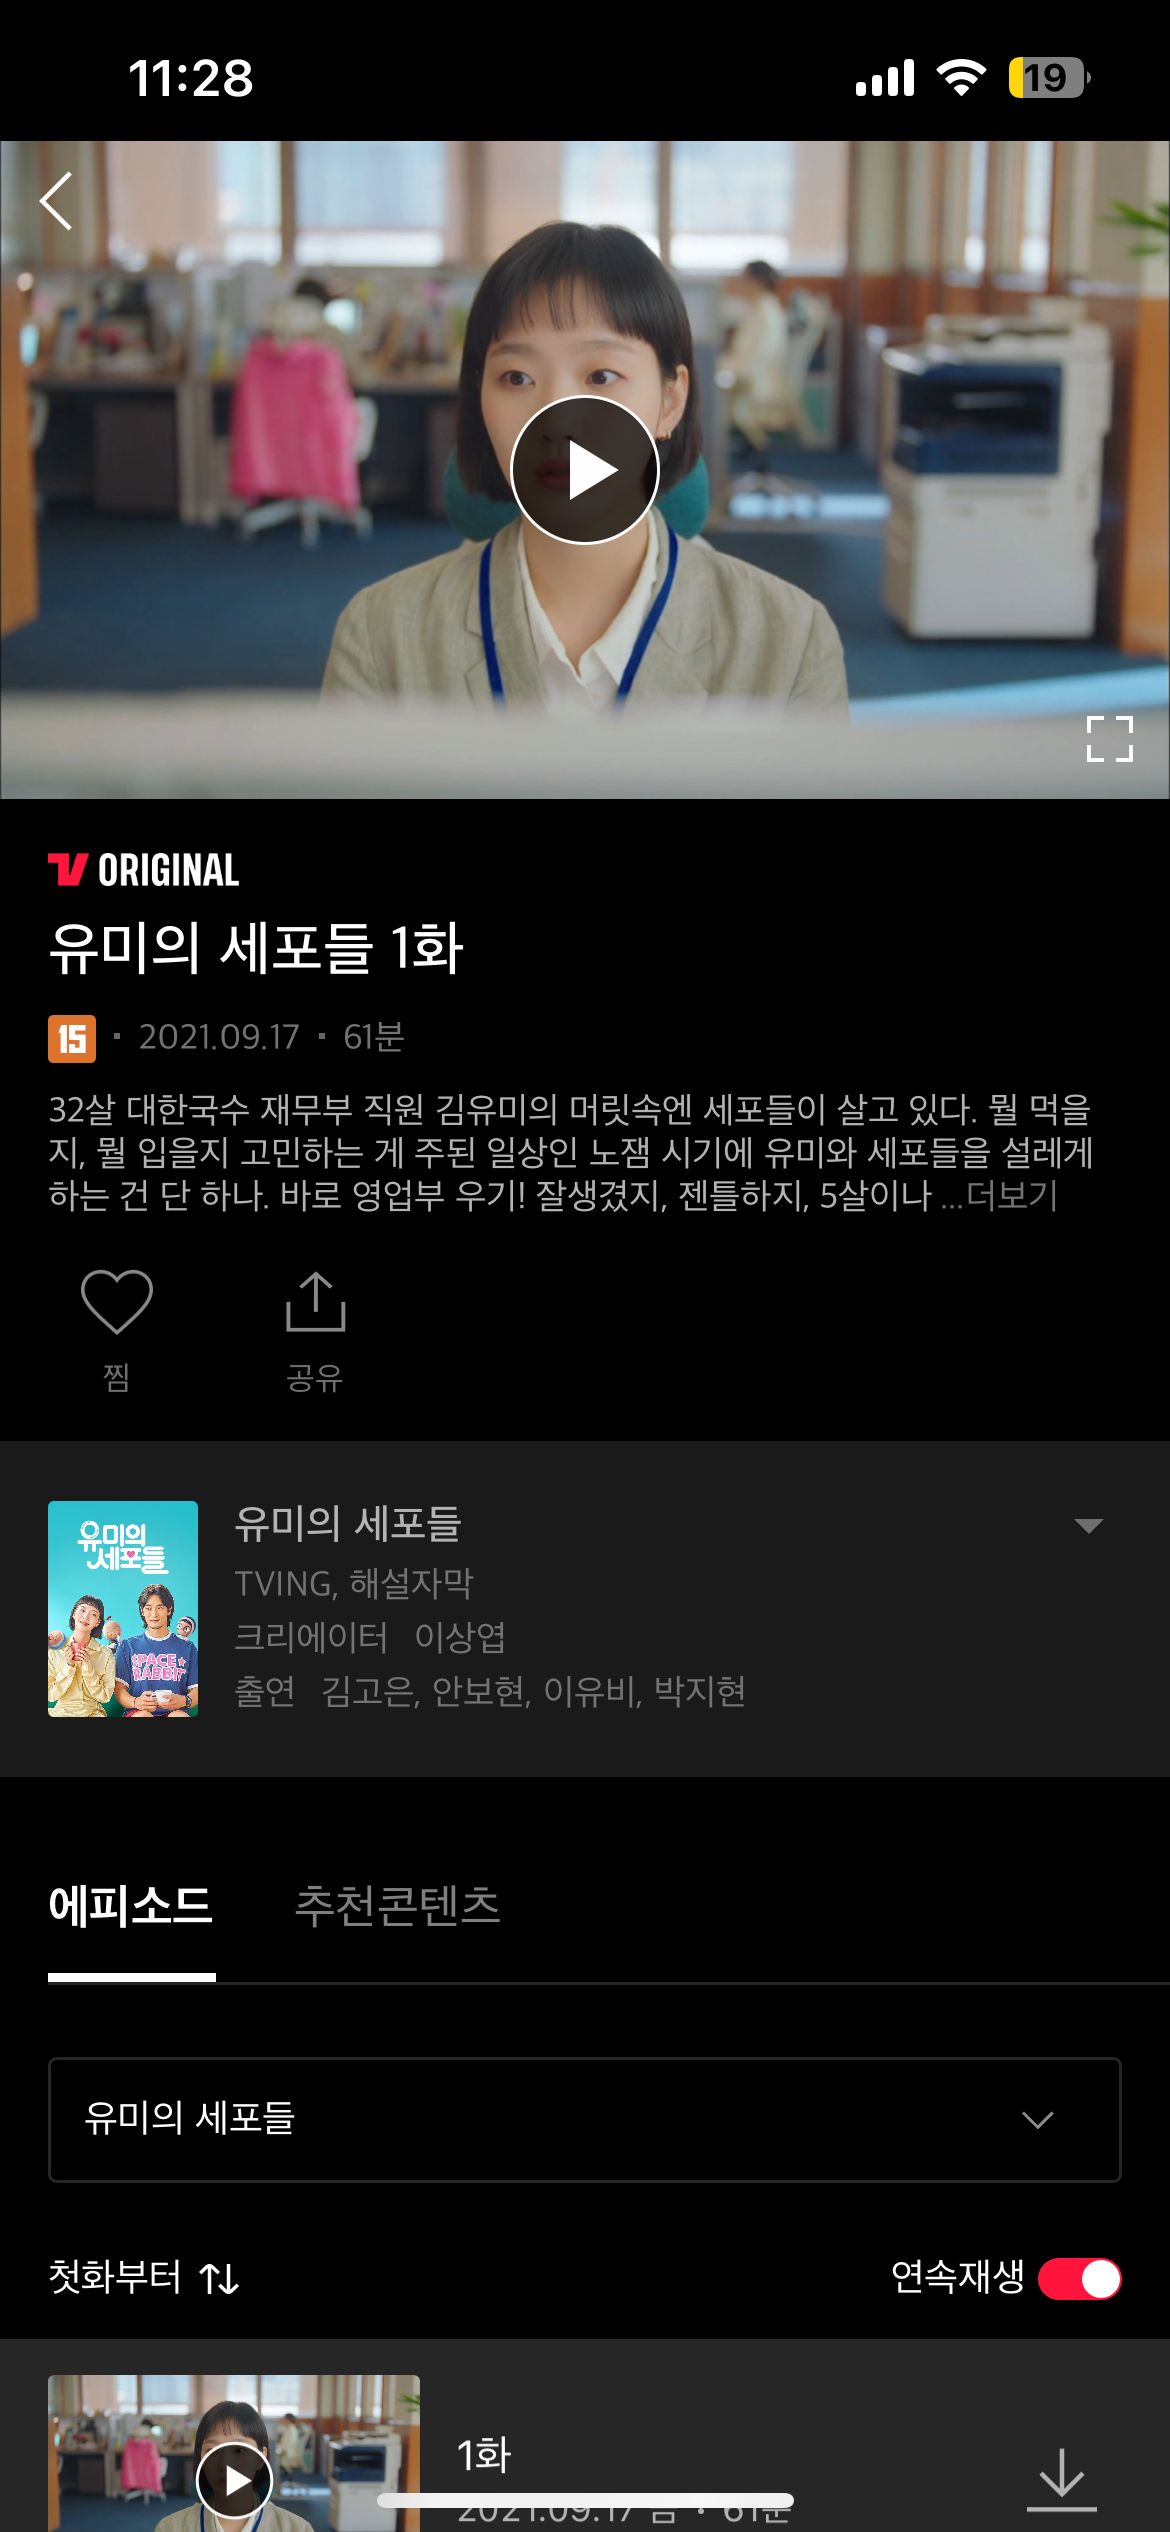 11:28
19
ORIGINAL
유미의 세포들 1화
15 · 2021.09.17 · 61분
32살 대한국수 재무부 직원 김유미의 머릿속엔 세포들이 살고 있다. 뭘 먹을
지, 뭘 입을지 고민하는 게 주된 일상인 노잼 시기에 유미와 세포들을 설레게
하는 건 단 하나. 바로 영업부 우기! 잘생겼지, 젠틀하지, 5살이나 ...더보기
찜
공유
유미의
세포들
SPACE
RABBIT
유미의 세포들
TVING, 해설자막
크리에이터 이상엽
출연 김고은, 안보현, 이유비, 박지현
에피소드
추천콘텐츠
유미의 세포들
첫화부터
연속재생
1화
2021.09.17 금 · 61분